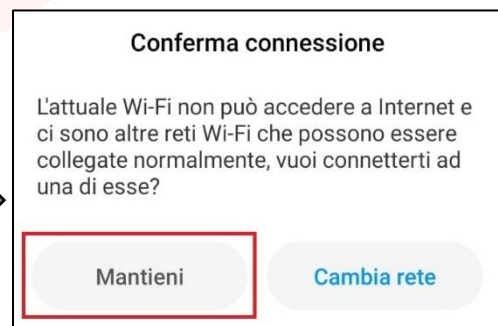 Conferma connessione
L'attuale Wi-Fi non può accedere a Internet e
ci sono altre reti Wi-Fi che possono essere
collegate normalmente, vuoi connetterti ad
una di esse?
Mantieni
Cambia rete